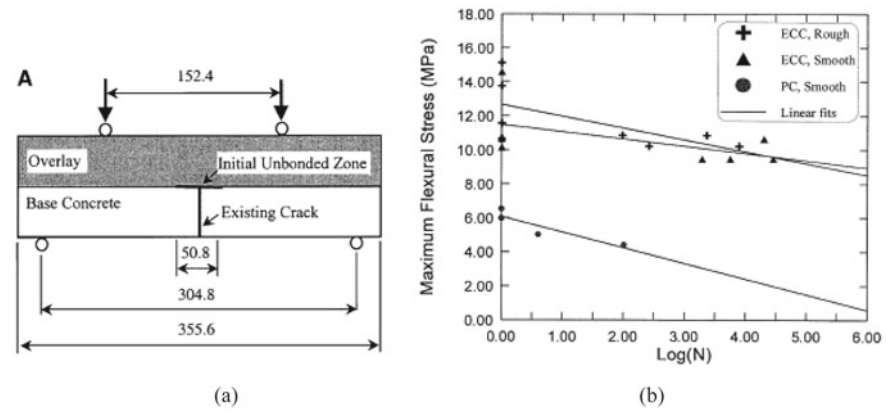 A
152.4
Overlay
Initial Unbonded Zone
Base Concrete
Existing Crack
50.8
304.8
355.6
(a)
b
Maximum Flexural Stress (MPa)
18.00
16.00
14.00
12.00
10.00
8.00
6.00
4.00
2.00
0.00
ECC, Rough
ECC, Smooth
PC, Smooth
Linear fits
0.00 1.00 2.00 3.00 4.00 5.00 6.00
Log(N)
(b)